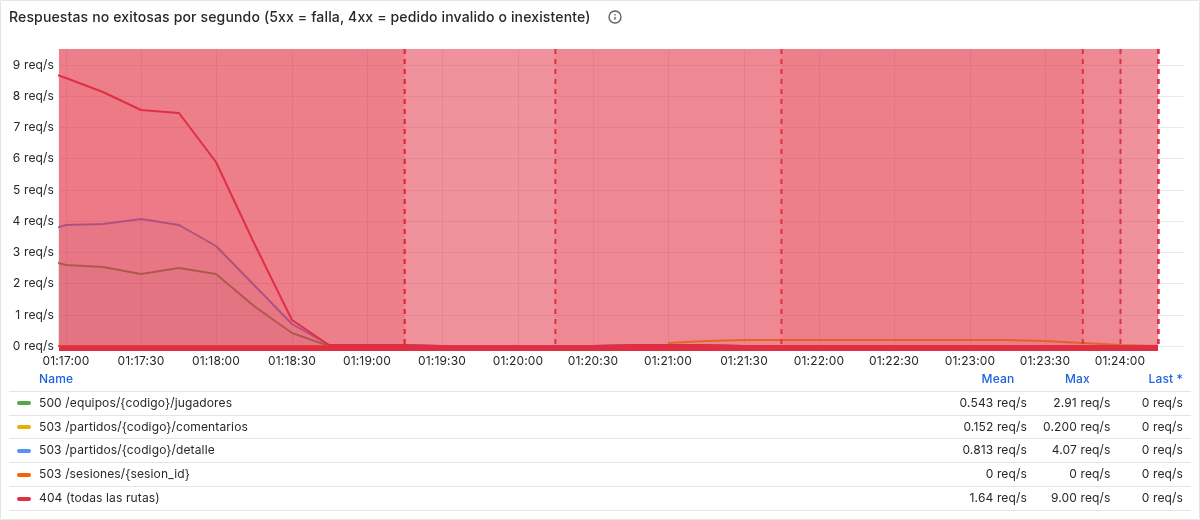 Respuestas no exitosas por segundo (5xx = falla, 4xx = pedido invalido o inexistente)
9 req/s
8 req/s
7 req/s
6 req/s
5 req/s
4 req/s
3 req/s
2 req/s
1 req/s
0 req/s
01:17:00 01:17:30 01:18:00 01:18:30 01:19:00 01:19:30 01:20:00 01:20:30 01:21:00 01:21:30 01:22:00 01:22:30 01:23:00 01:23:30 01:24:00
Name Mean Max Last *
500 /equipos/{codigo}/jugadores 0.543 req/s 2.91 req/s 0 req/s
503 /partidos/{codigo}/comentarios 0.152 req/s 0.200 req/s 0 req/s
503 /partidos/{codigo}/detalle 0.813 req/s 4.07 req/s 0 req/s
503 /sesiones/{sesion_id} 0 req/s 0 req/s 0 req/s
404 (todas las rutas) 1.64 req/s 9.00 req/s 0 req/s